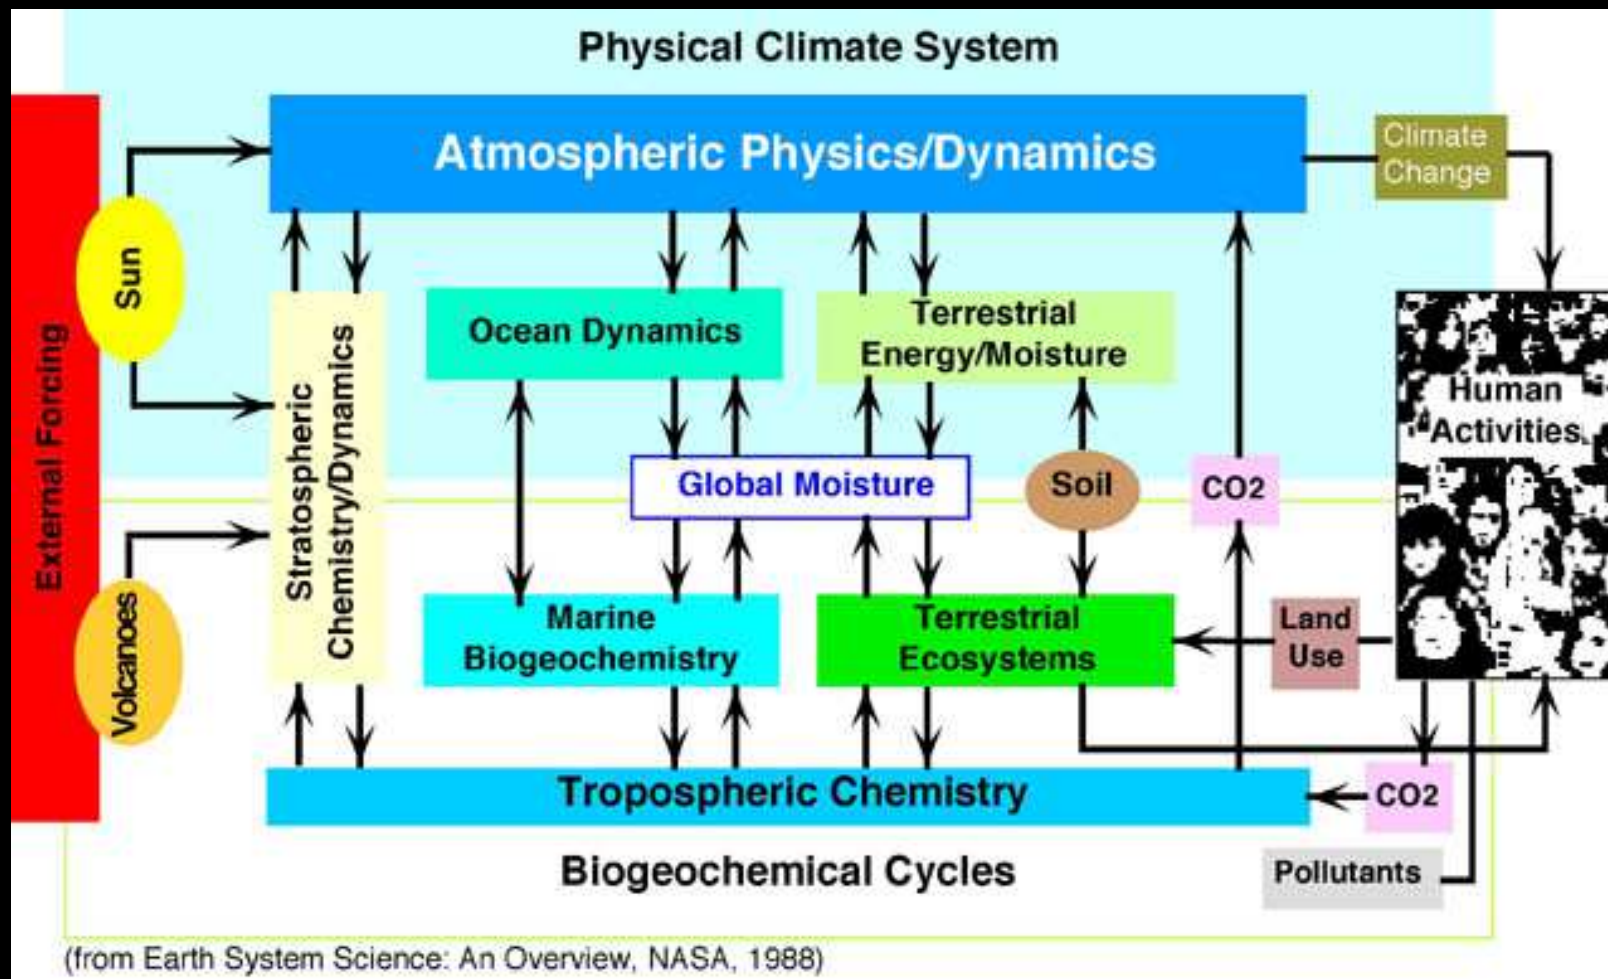 Physical Climate System
Atmospheric Physics/Dynamics
Climate
Change
External Forcing
Sun
Stratospheric
Chemistry/Dynamics
Ocean Dynamics
Terrestrial
Energy/Moisture
Human
Activities
Global Moisture
Soil
CO2
Volcanoes
Marine
Biogeochemistry
Terrestrial
Ecosystems
Land
Use
Tropospheric Chemistry
CO2
Biogeochemical Cycles
Pollutants
(from Earth System Science: An Overview, NASA, 1988)